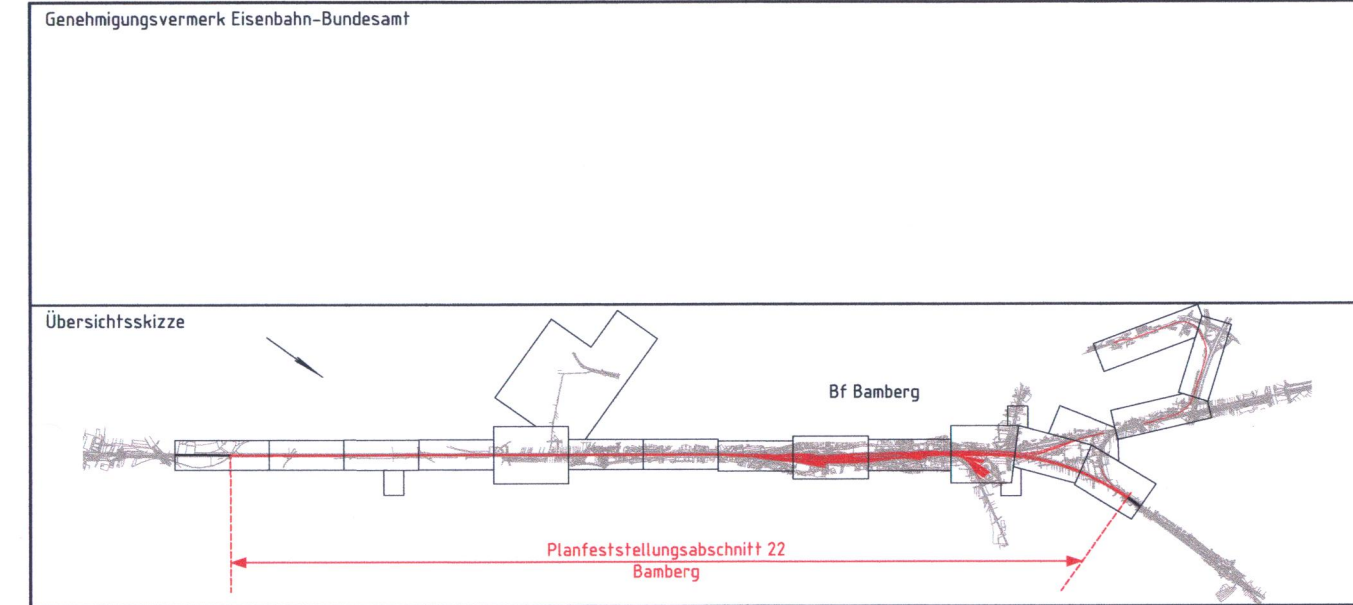 Genehmigungsvermerk Eisenbahn-Bundesamt
Übersichtsskizze
Bf Bamberg
Planfeststellungsabschnitt 22
Bamberg